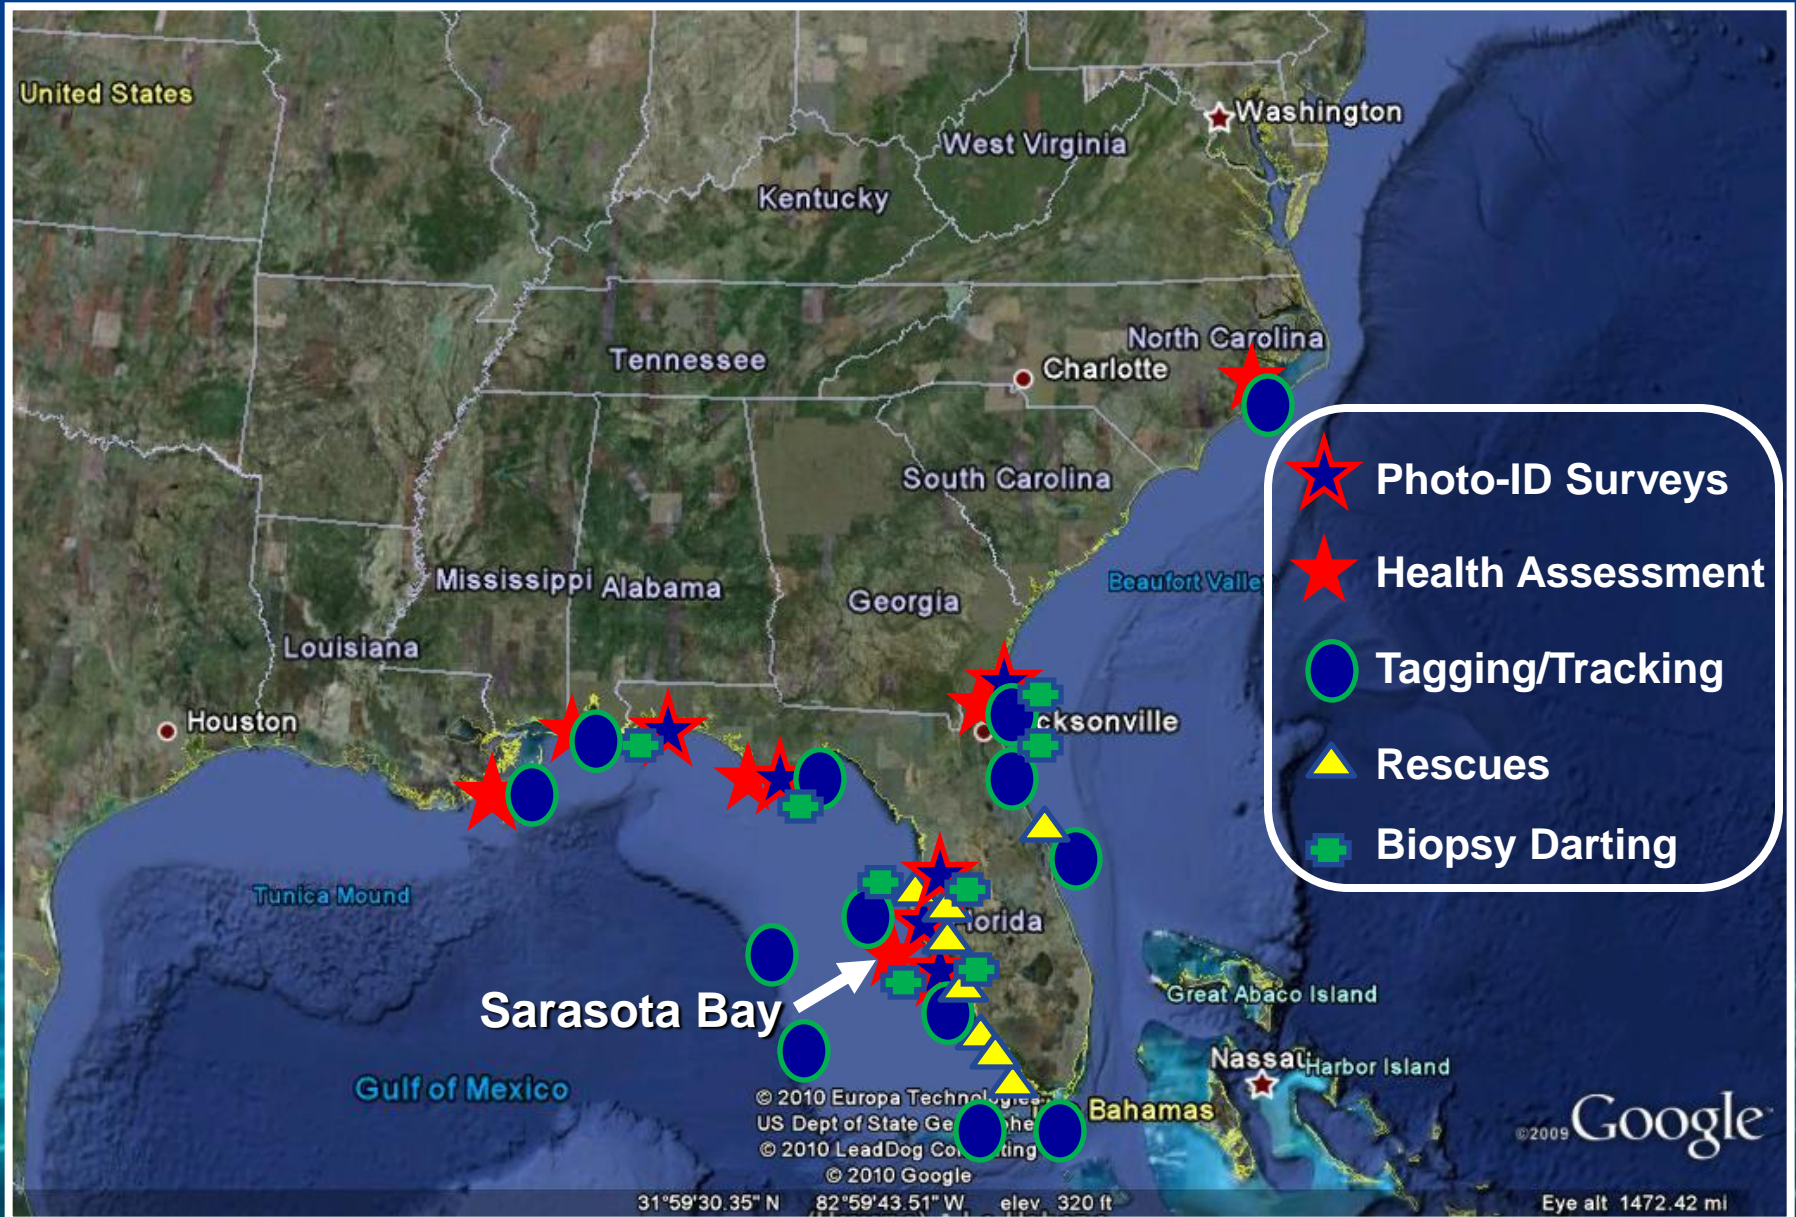 United States
Washington
West Virginia
Kentucky
North Carolina
Tennessee
Charlotte
South Carolina
Photo-ID Surveys
Health Assessment
Tagging/Tracking
Rescues
Biopsy Darting
Mississippi
Alabama
Georgia
Beaufort Valley
Louisiana
Houston
cksonville
Tunica Mound
lorida
Sarasota Bay
Great Abaco Island
Nassau
Harbor Island
Gulf of Mexico
Bahamas
© 2010 Europa Technologies
US Dept of State Ge
© 2010 LeadDog Co ting
© 2010 Google
©2009 Google
31°59'30.35" N 82°59'43.51" W elev 320 ft
Eye alt 1472.42 mi